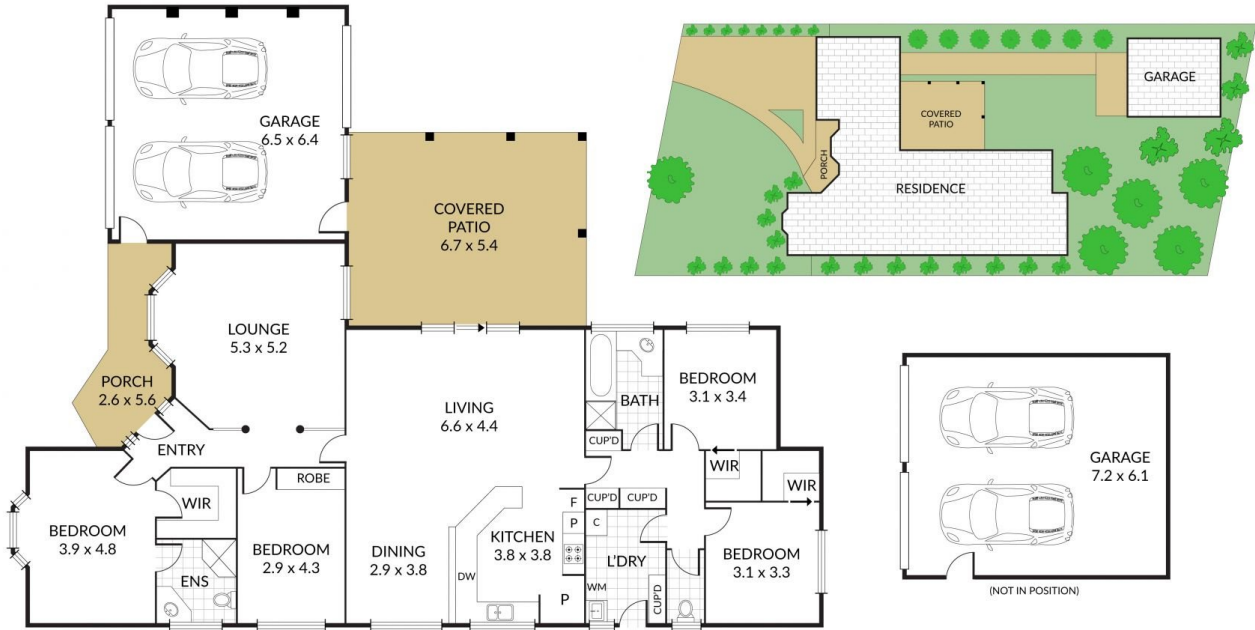 GARAGE
6.5 x 6.4
COVERED
PATIO
6.7 x 5.4
LOUNGE
5.3 x 5.2
PORCH
2.6 x 5.6
ENTRY
LIVING
6.6 x 4.4
BATH
BEDROOM
3.1 x 3.4
CUP'D
WIR
WIR
ROBE
WIR
BEDROOM
3.9 x 4.8
ENS
BEDROOM
2.9 x 4.3
DINING
2.9 x 3.8
KITCHEN
3.8 x 3.8
DW
F
P
P
CUP'D
CUP'D
C
L'DRY
WM
CUP'D
BEDROOM
3.1 x 3.3
GARAGE
COVERED
PATIO
PORCH
RESIDENCE
GARAGE
7.2 x 6.1
(NOT IN POSITION)